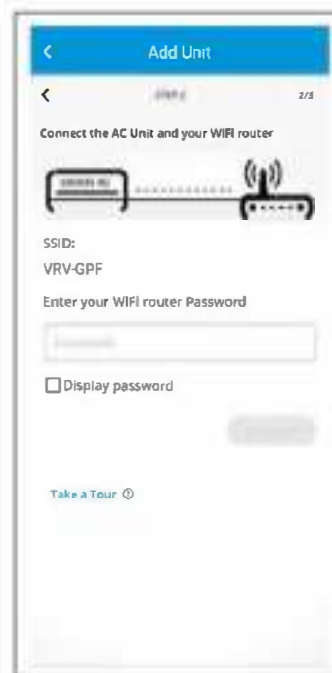 Add Unit
2/3
Connect the AC Unit and your WiFi router
SSID:
VRV-GPF
Enter your WiFi router Password
Display password
Take a Tour